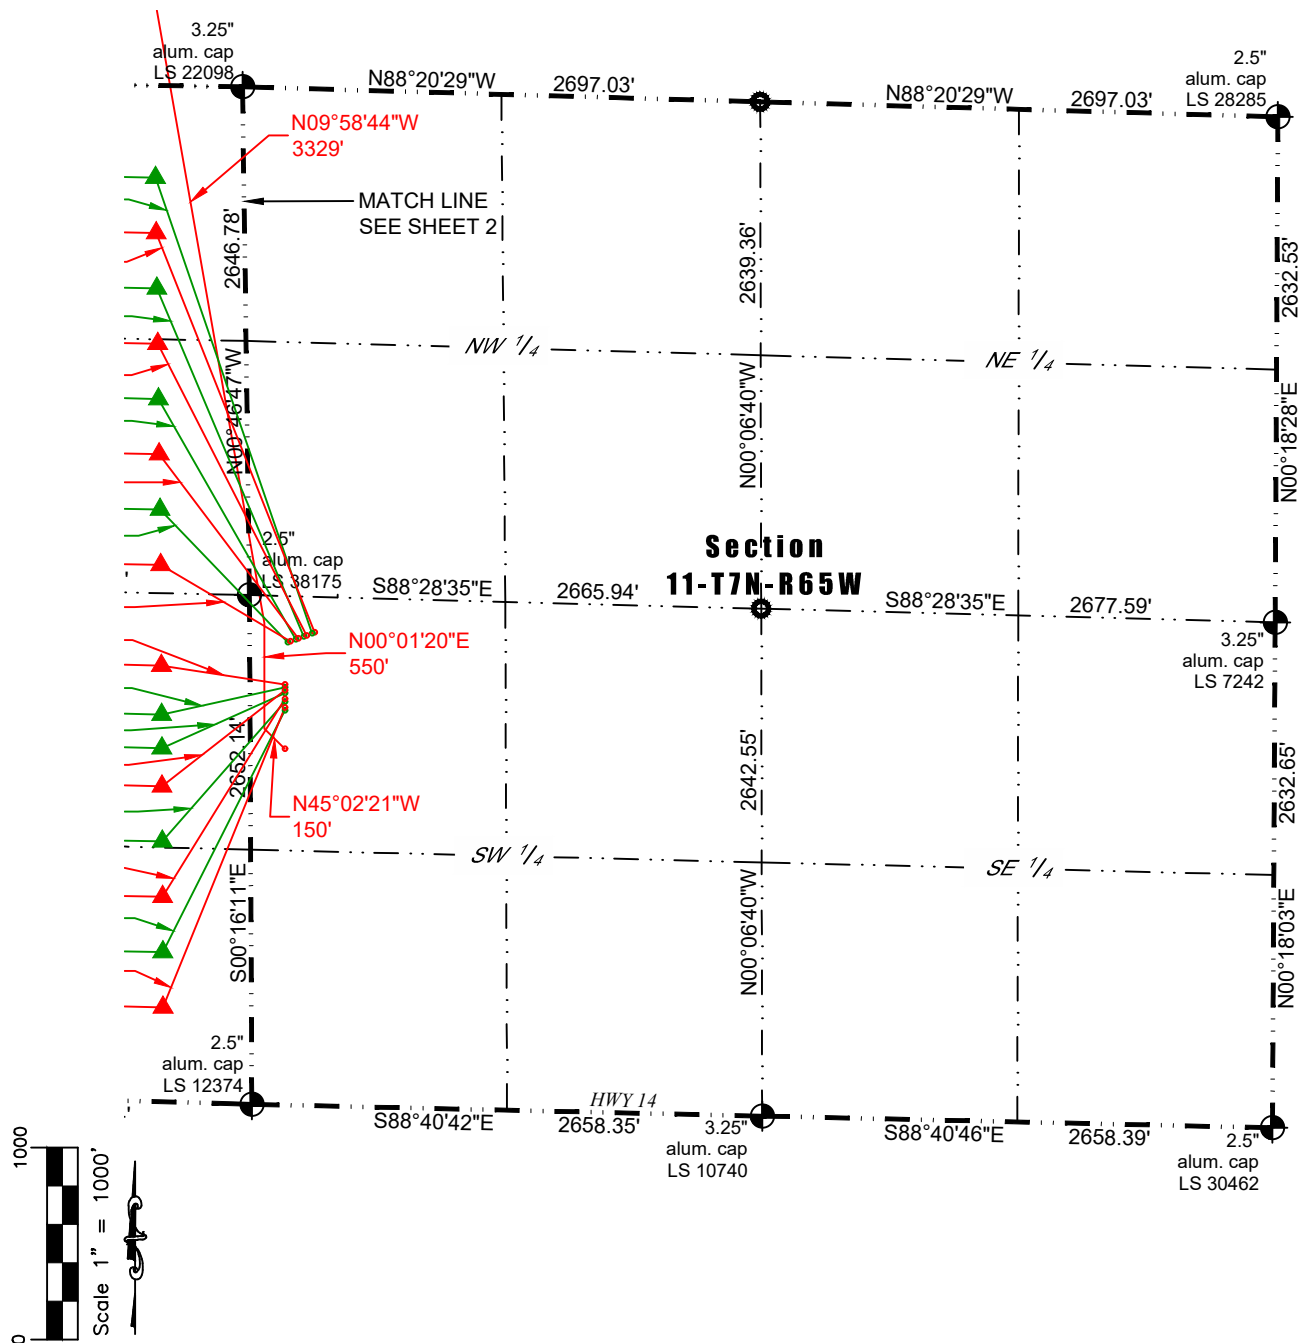 3.25"
alum. cap
LS 22098
N88°20'29"W
2697.03'
N88°20'29"W
2697.03'
2.5"
alum. cap
LS 28285
N09°58'44"W
3329'
MATCH LINE
SEE SHEET 2
2646.78'
2639.36'
2632.53'
NW 1/4
NE 1/4
N00°46'47"W
N00°06'40"W
N00°18'28"E
2.5"
alum. cap
LS 38175
Section
11-T7N-R65W
S88°28'35"E
2665.94'
S88°28'35"E
2677.59'
'
N00°01'20"E
550'
3.25"
alum. cap
LS 7242
2652.14'
2642.55'
2632.65'
N45°02'21"W
150'
SW 1/4
SE 1/4
S00°16'11"E
N00°06'40"W
N00°18'03"E
2.5"
alum. cap
LS 12374
'
HWY 14
S88°40'42"E
2658.35'
3.25"
alum. cap
LS 10740
S88°40'46"E
2658.39'
2.5"
alum. cap
LS 30462
1000
Scale 1" = 1000'
0